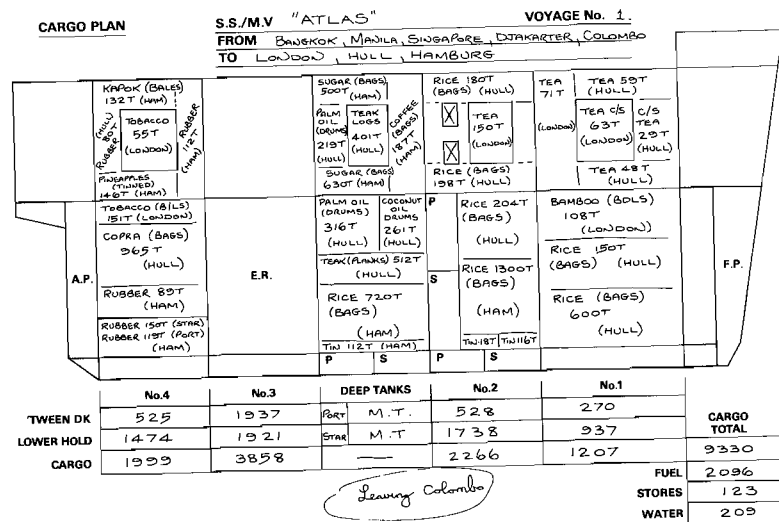 CARGO PLAN
S.S./M.V "ATLAS" VOYAGE No. 1.
FROM BANGKOK, MANILA, SINGAPORE, DJAKARTER, COLOMBO
TO LONDON, HULL, HAMBURG
KAPOK (BALES)
132T (HAM)
(HULL)
80T
RUBBER
TOBACCO
55T
(LONDON)
RUBBER
112T
(HAM)
PINEAPPLES
(TINNED)
146T (HAM)
SUGAR (BAGS)
500T
(HAM)
PALM
OIL
(DRUMS)
219T
(HULL)
TEAK
LOGS
401T
(HULL)
COFFEE
(BAGS)
187T
(HAM)
SUGAR (BAGS)
630T (HAM)
RICE 180T
(BAGS) (HULL)
TEA
150T
(LONDON)
RICE (BAGS)
198T (HULL)
TEA
71T
(LONDON)
TEA 59T
(HULL)
TEA C/S
63T
(LONDON)
C/S
TEA
29T
(HULL)
TEA 48T
(HULL)
TOBACCO (BLS)
151T (LONDON)
COPRA (BAGS)
965T
(HULL)
RUBBER 89T
(HAM)
RUBBER 150T (STAR)
RUBBER 119T (PORT)
(HAM)
A.P.
E.R.
PALM OIL
(DRUMS)
316T
(HULL)
COCONUT
OIL
DRUMS
261T
(HULL)
TEAK (PLANKS) 512T
(HULL)
RICE 720T
(BAGS)
(HAM)
TIN 112T (HAM)
P
S
RICE 204T
(BAGS)
(HULL)
RICE 1300T
(BAGS)
(HAM)
TIN 118T TIN 116T
BAMBOO (BDLS)
108T
(LONDON)
RICE 150T
(BAGS) (HULL)
RICE (BAGS)
600T
(HULL)
F.P.
P S P S
No.4 No.3 DEEP TANKS No.2 No.1
'TWEEN DK 525 1937 PORT M.T. 528 270
CARGO
TOTAL
LOWER HOLD 1474 1921 STAR M.T 1738 937
CARGO 1999 3858 — 2266 1207 9330
FUEL 2096
Leaving Colombo
STORES 123
WATER 209